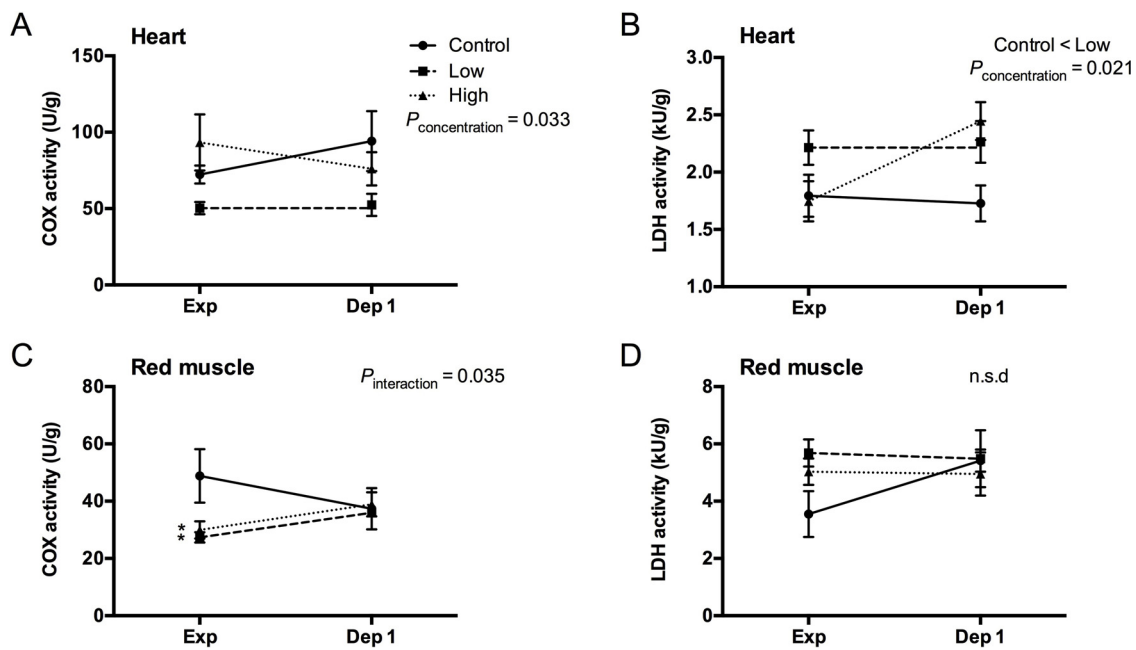 A
Heart
Control
Low
High
Pconcentration = 0.033
COX activity (U/g)
150
100
50
0
Exp
Dep 1
B
Heart
Control < Low
Pconcentration = 0.021
LDH activity (kU/g)
3.0
2.5
2.0
1.5
1.0
Exp
Dep 1
C
Red muscle
Pinteraction = 0.035
COX activity (U/g)
80
60
40
20
0
*
*
Exp
Dep 1
D
Red muscle
n.s.d
LDH activity (kU/g)
8
6
4
2
0
Exp
Dep 1